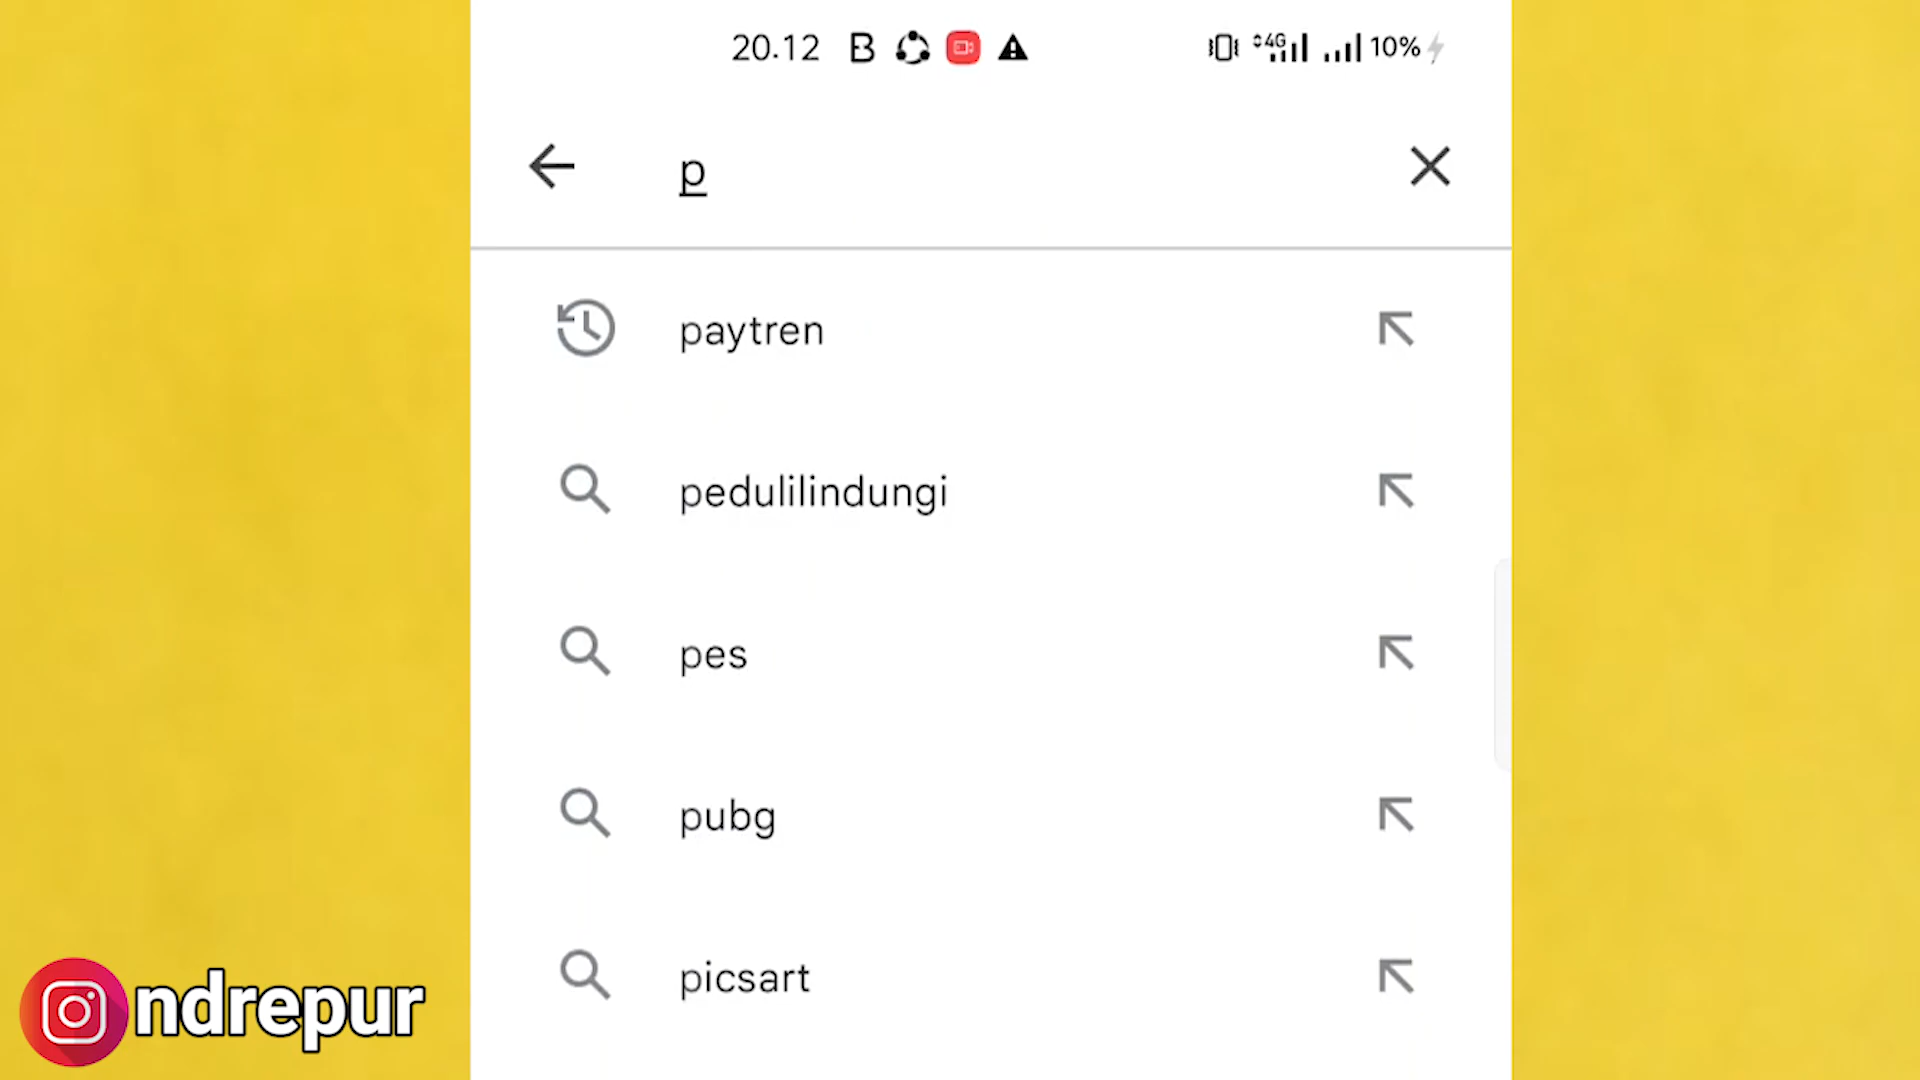 20.12 B 4G 10%
p
paytren
pedulilindungi
pes
pubg
picsart
ndrepur